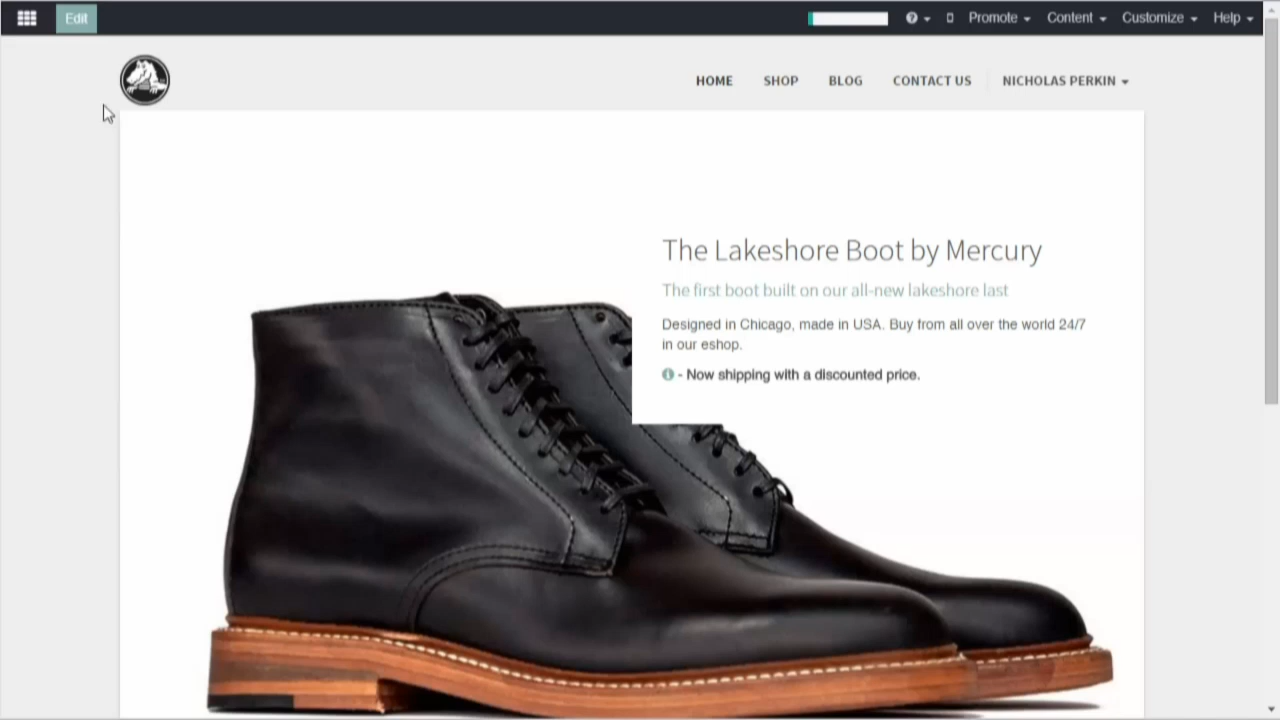 Edit
Promote
Content
Customize
Help
HOME
SHOP
BLOG
CONTACT US
NICHOLAS PERKIN
The Lakeshore Boot by Mercury
The first boot built on our all-new lakeshore last
Designed in Chicago, made in USA. Buy from all over the world 24/7
in our eshop.
- Now shipping with a discounted price.